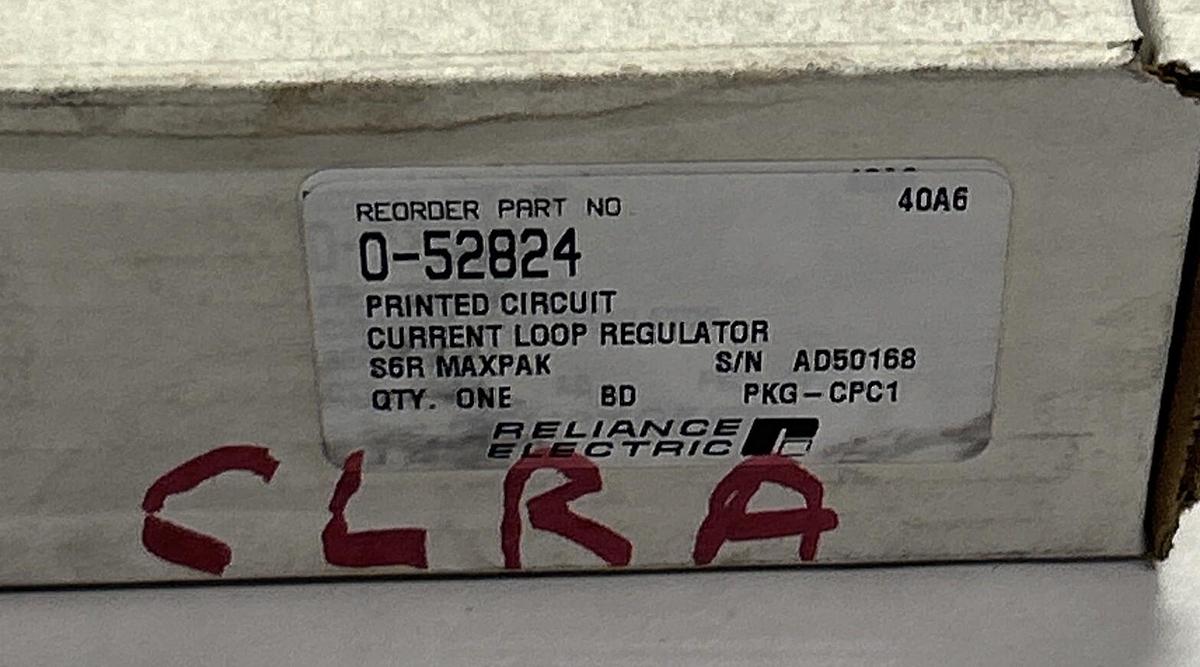 REORDER PART NO 40A6
0-52824
PRINTED CIRCUIT
CURRENT LOOP REGULATOR
S6R MAXPAK S/N AD50168
QTY. ONE BD PKG-CPC1
RELIANCE
ELECTRIC
CLRA